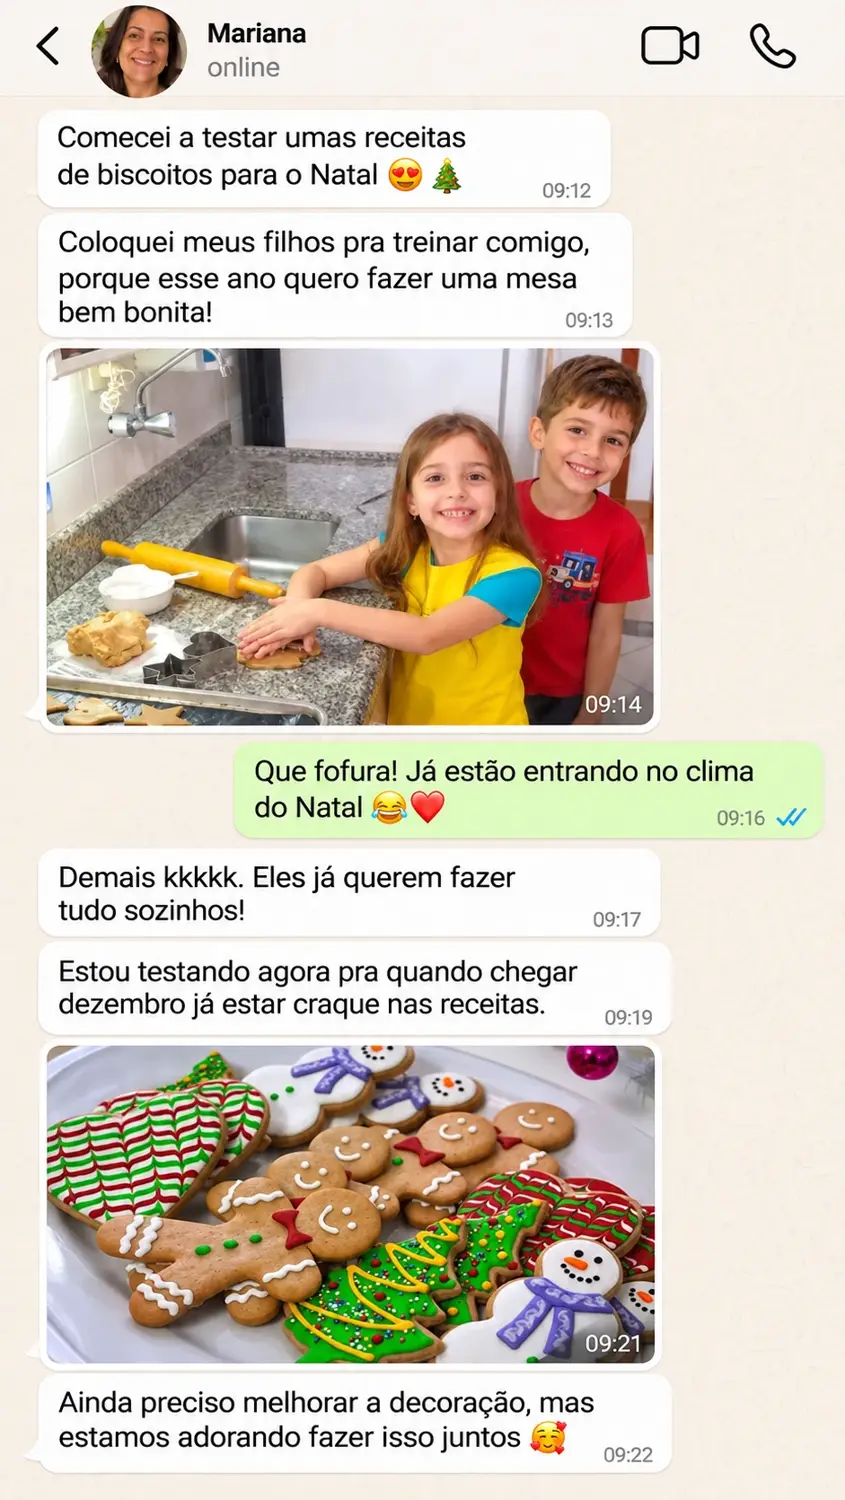 Mariana
online
Comecei a testar umas receitas
de biscoitos para o Natal 😍 🎄
09:12
Coloquei meus filhos pra treinar comigo,
porque esse ano quero fazer uma mesa
bem bonita!
09:13
09:14
Que fofura! Já estão entrando no clima
do Natal 😂❤️
09:16
Demais kkkkk. Eles já querem fazer
tudo sozinhos!
09:17
Estou testando agora pra quando chegar
dezembro já estar craque nas receitas.
09:19
09:21
Ainda preciso melhorar a decoração, mas
estamos adorando fazer isso juntos 🥰
09:22